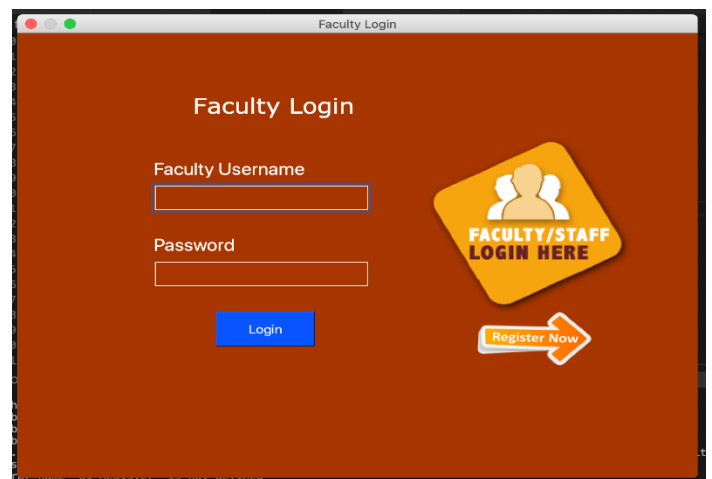 Faculty Login
Faculty Login
Faculty Username
Password
Login
FACULTY/STAFF
LOGIN HERE
Register Now